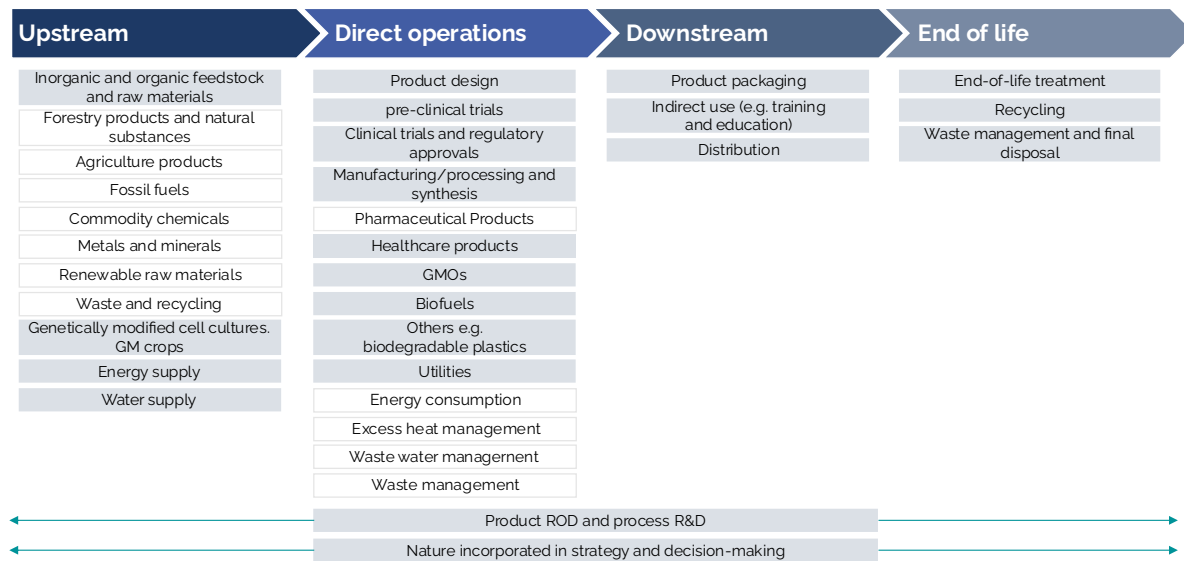 Upstream
Direct operations
Downstream
End of life
Inorganic and organic feedstock
and raw materials
Forestry products and natural
substances
Agriculture products
Fossil fuels
Commodity chemicals
Metals and minerals
Renewable raw materials
Waste and recycling
Genetically modified cell cultures.
GM crops
Energy supply
Water supply
Product design
pre-clinical trials
Clinical trials and regulatory
approvals
Manufacturing/processing and
synthesis
Pharmaceutical Products
Healthcare products
GMOs
Biofuels
Others e.g.
biodegradable plastics
Utilities
Energy consumption
Excess heat management
Waste water managernent
Waste management
Product packaging
Indirect use (e.g. training
and education)
Distribution
End-of-life treatment
Recycling
Waste management and final
disposal
Product ROD and process R&D
Nature incorporated in strategy and decision-making